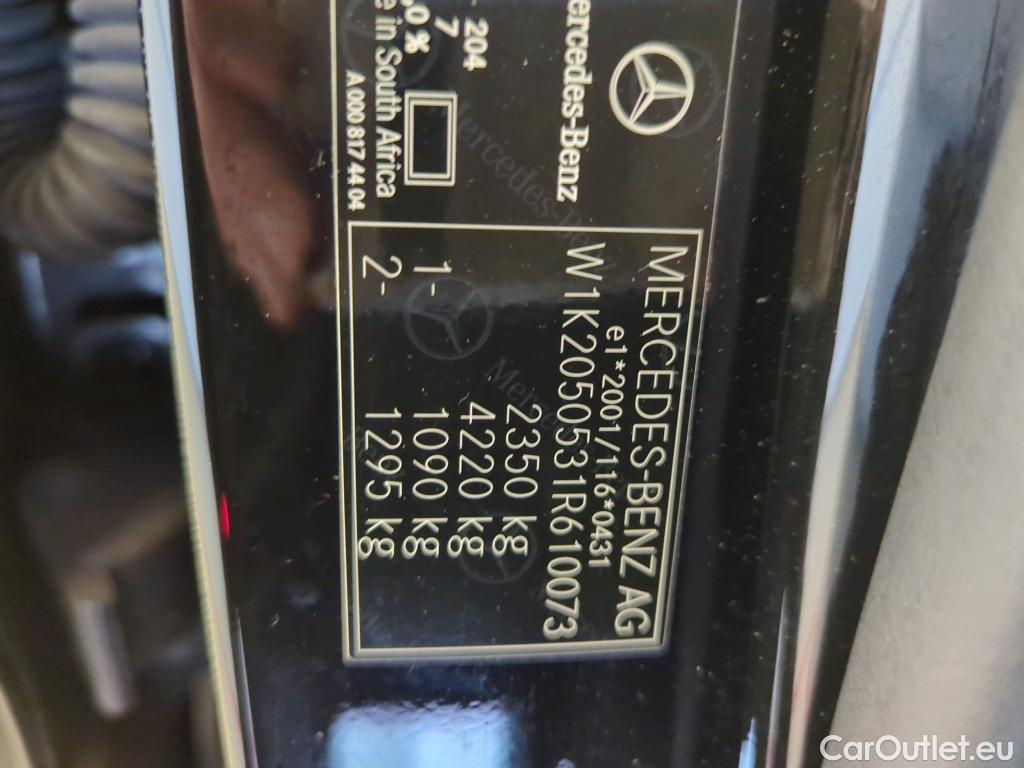 MERCEDES-BENZ AG
e1*2001/116*0431
W1K2050531R610073
2350 kg
4220 kg
1- 1090 kg
2- 1295 kg
Mercedes-Benz
204
7
,0 %
e in South Africa
A 000 817 44 04
CarOutlet.eu